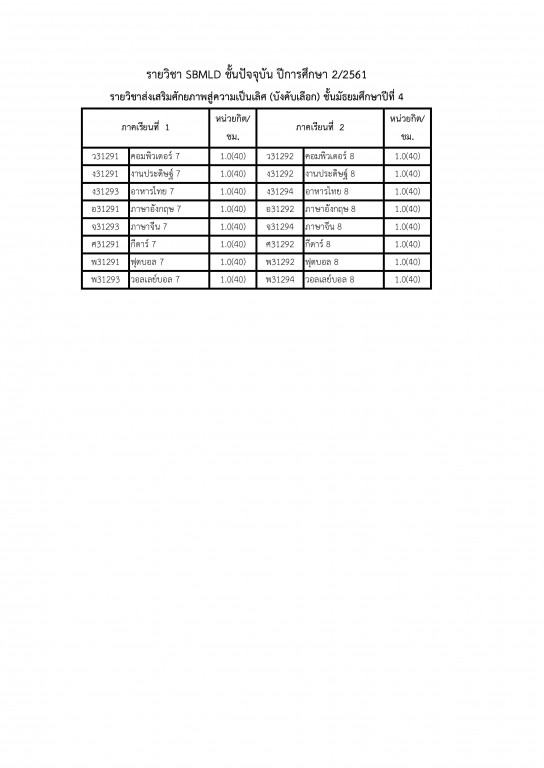 รายวิชา SBMLD ชั้นปัจจุบัน ปีการศึกษา 2/2561
รายวิชาส่งเสริมศักยภาพสู่ความเป็นเลิศ (บังคับเลือก) ชั้นมัธยมศึกษาปีที่ 4
ภาคเรียนที่ 1 หน่วยกิต/ชม. ภาคเรียนที่ 2 หน่วยกิต/ชม.
ว31291 คอมพิวเตอร์ 7 1.0(40) ว31292 คอมพิวเตอร์ 8 1.0(40)
ง31291 งานประดิษฐ์ 7 1.0(40) ง31292 งานประดิษฐ์ 8 1.0(40)
ง31293 อาหารไทย 7 1.0(40) ง31294 อาหารไทย 8 1.0(40)
อ31291 ภาษาอังกฤษ 7 1.0(40) อ31292 ภาษาอังกฤษ 8 1.0(40)
จ31293 ภาษาจีน 7 1.0(40) จ31294 ภาษาจีน 8 1.0(40)
ศ31291 กีตาร์ 7 1.0(40) ศ31292 กีตาร์ 8 1.0(40)
พ31291 ฟุตบอล 7 1.0(40) พ31292 ฟุตบอล 8 1.0(40)
พ31293 วอลเลย์บอล 7 1.0(40) พ31294 วอลเลย์บอล 8 1.0(40)